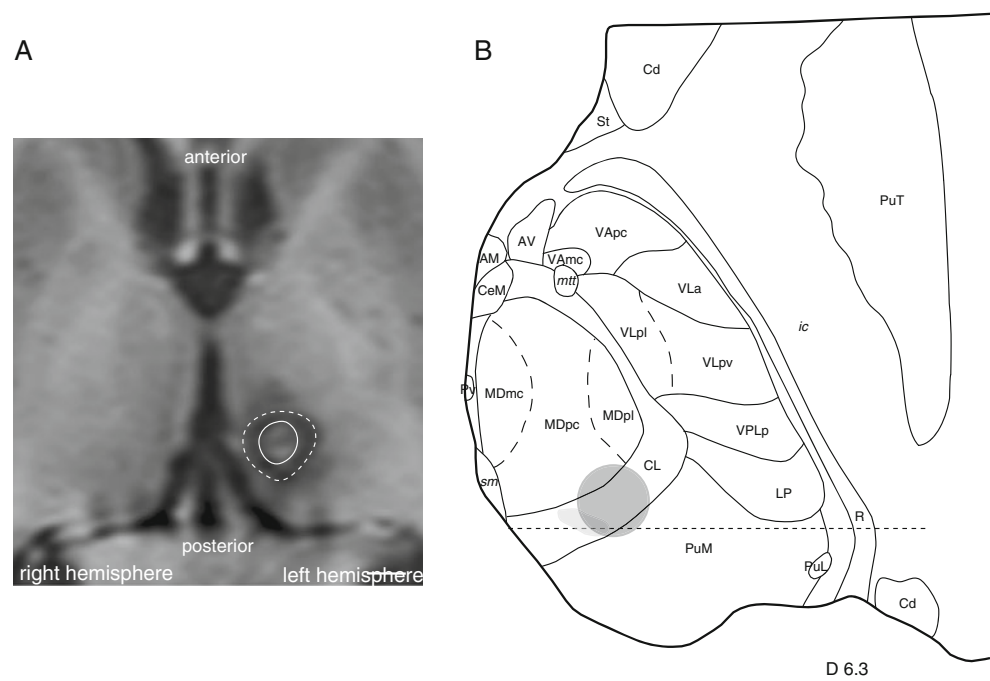 A
anterior
posterior
right hemisphere
left hemisphere
B
Cd
St
PuT
AV
VApc
AM
VAmc
mtt
CeM
VLa
ic
VLpl
VLpv
Pv
MDmc
MDpc
MDpl
VPLp
CL
sm
LP
R
PuM
PuL
Cd
D 6.3